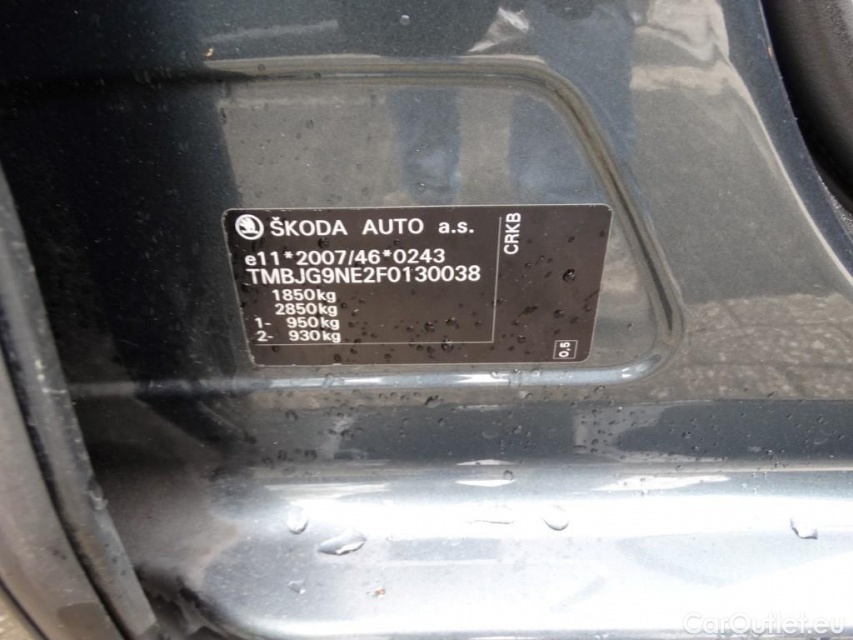 ŠKODA AUTO a.s.
e11*2007/46*0243
TMBJG9NE2F0130038
1850kg
2850kg
1- 950kg
2- 930kg
CRKB
0,5
CarOutlet.eu